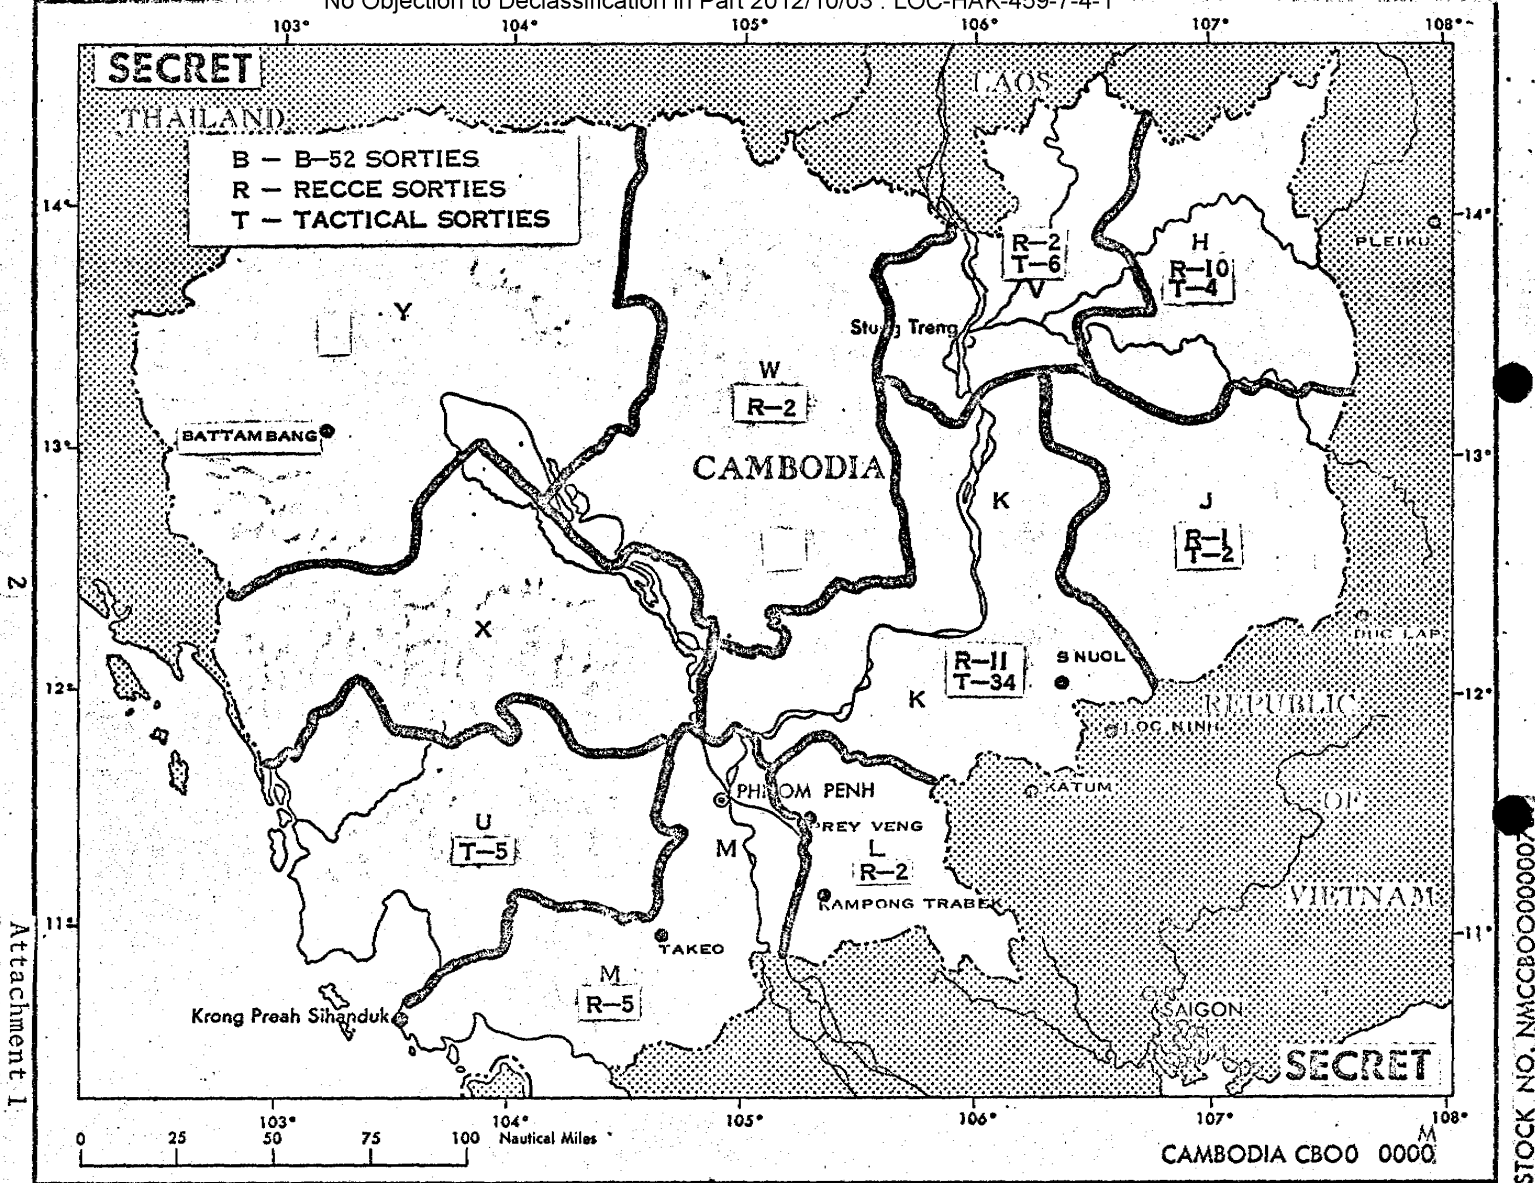 No Objection to Declassification in Part 2012/10/03 : LOC-HAK-459-7-4-1
103° 104° 105° 106° 107° 108°
SECRET
THAILAND
LAOS
B – B–52 SORTIES
R – RECCE SORTIES
T – TACTICAL SORTIES
14°
14°
PLEIKU
R–2
T–6
V
H
R–10
T–4
Y
Stung Treng
W
R–2
BATTAMBANG
13°
13°
CAMBODIA
K
J
R–1
T–2
X
DUC LAP
R–11
T–34
SNUOL
12°
12°
K
REPUBLIC
LOC NINH
PHNOM PENH
KATUM
OF
U
T–5
PREY VENG
M
L
R–2
VIETNAM
KAMPONG TRABEK
11°
11°
TAKEO
M
R–5
Krong Preah Sihanduk
SAIGON
SECRET
103° 104° 105° 106° 107° 108°
0 25 50 75 100 Nautical Miles
M
CAMBODIA CBOO 0000
2
Attachment 1
STOCK NO. NMCCBOO00000